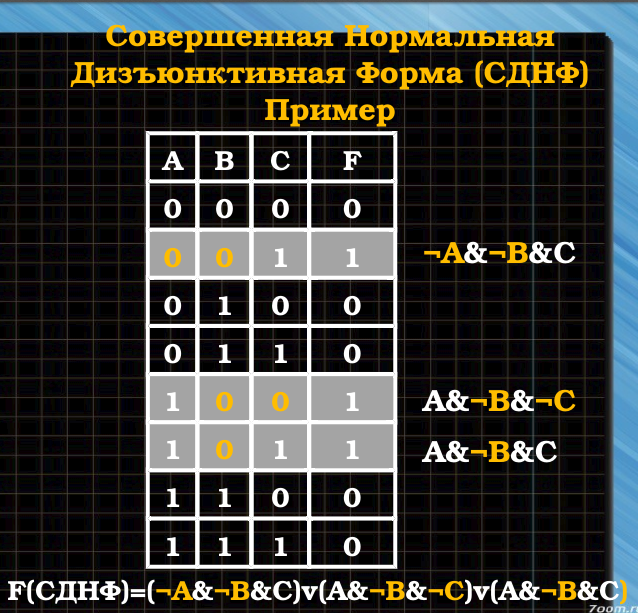 Совершенная Нормальная
Дизъюнктивная Форма (СДНФ)
Пример
A B C F
0 0 0 0
0 0 1 1 ¬A&¬B&C
0 1 0 0
0 1 1 0
1 0 0 1 A&¬B&¬C
1 0 1 1 A&¬B&C
1 1 0 0
1 1 1 0
F(СДНФ)=(¬A&¬B&C)v(A&¬B&¬C)v(A&¬B&C)